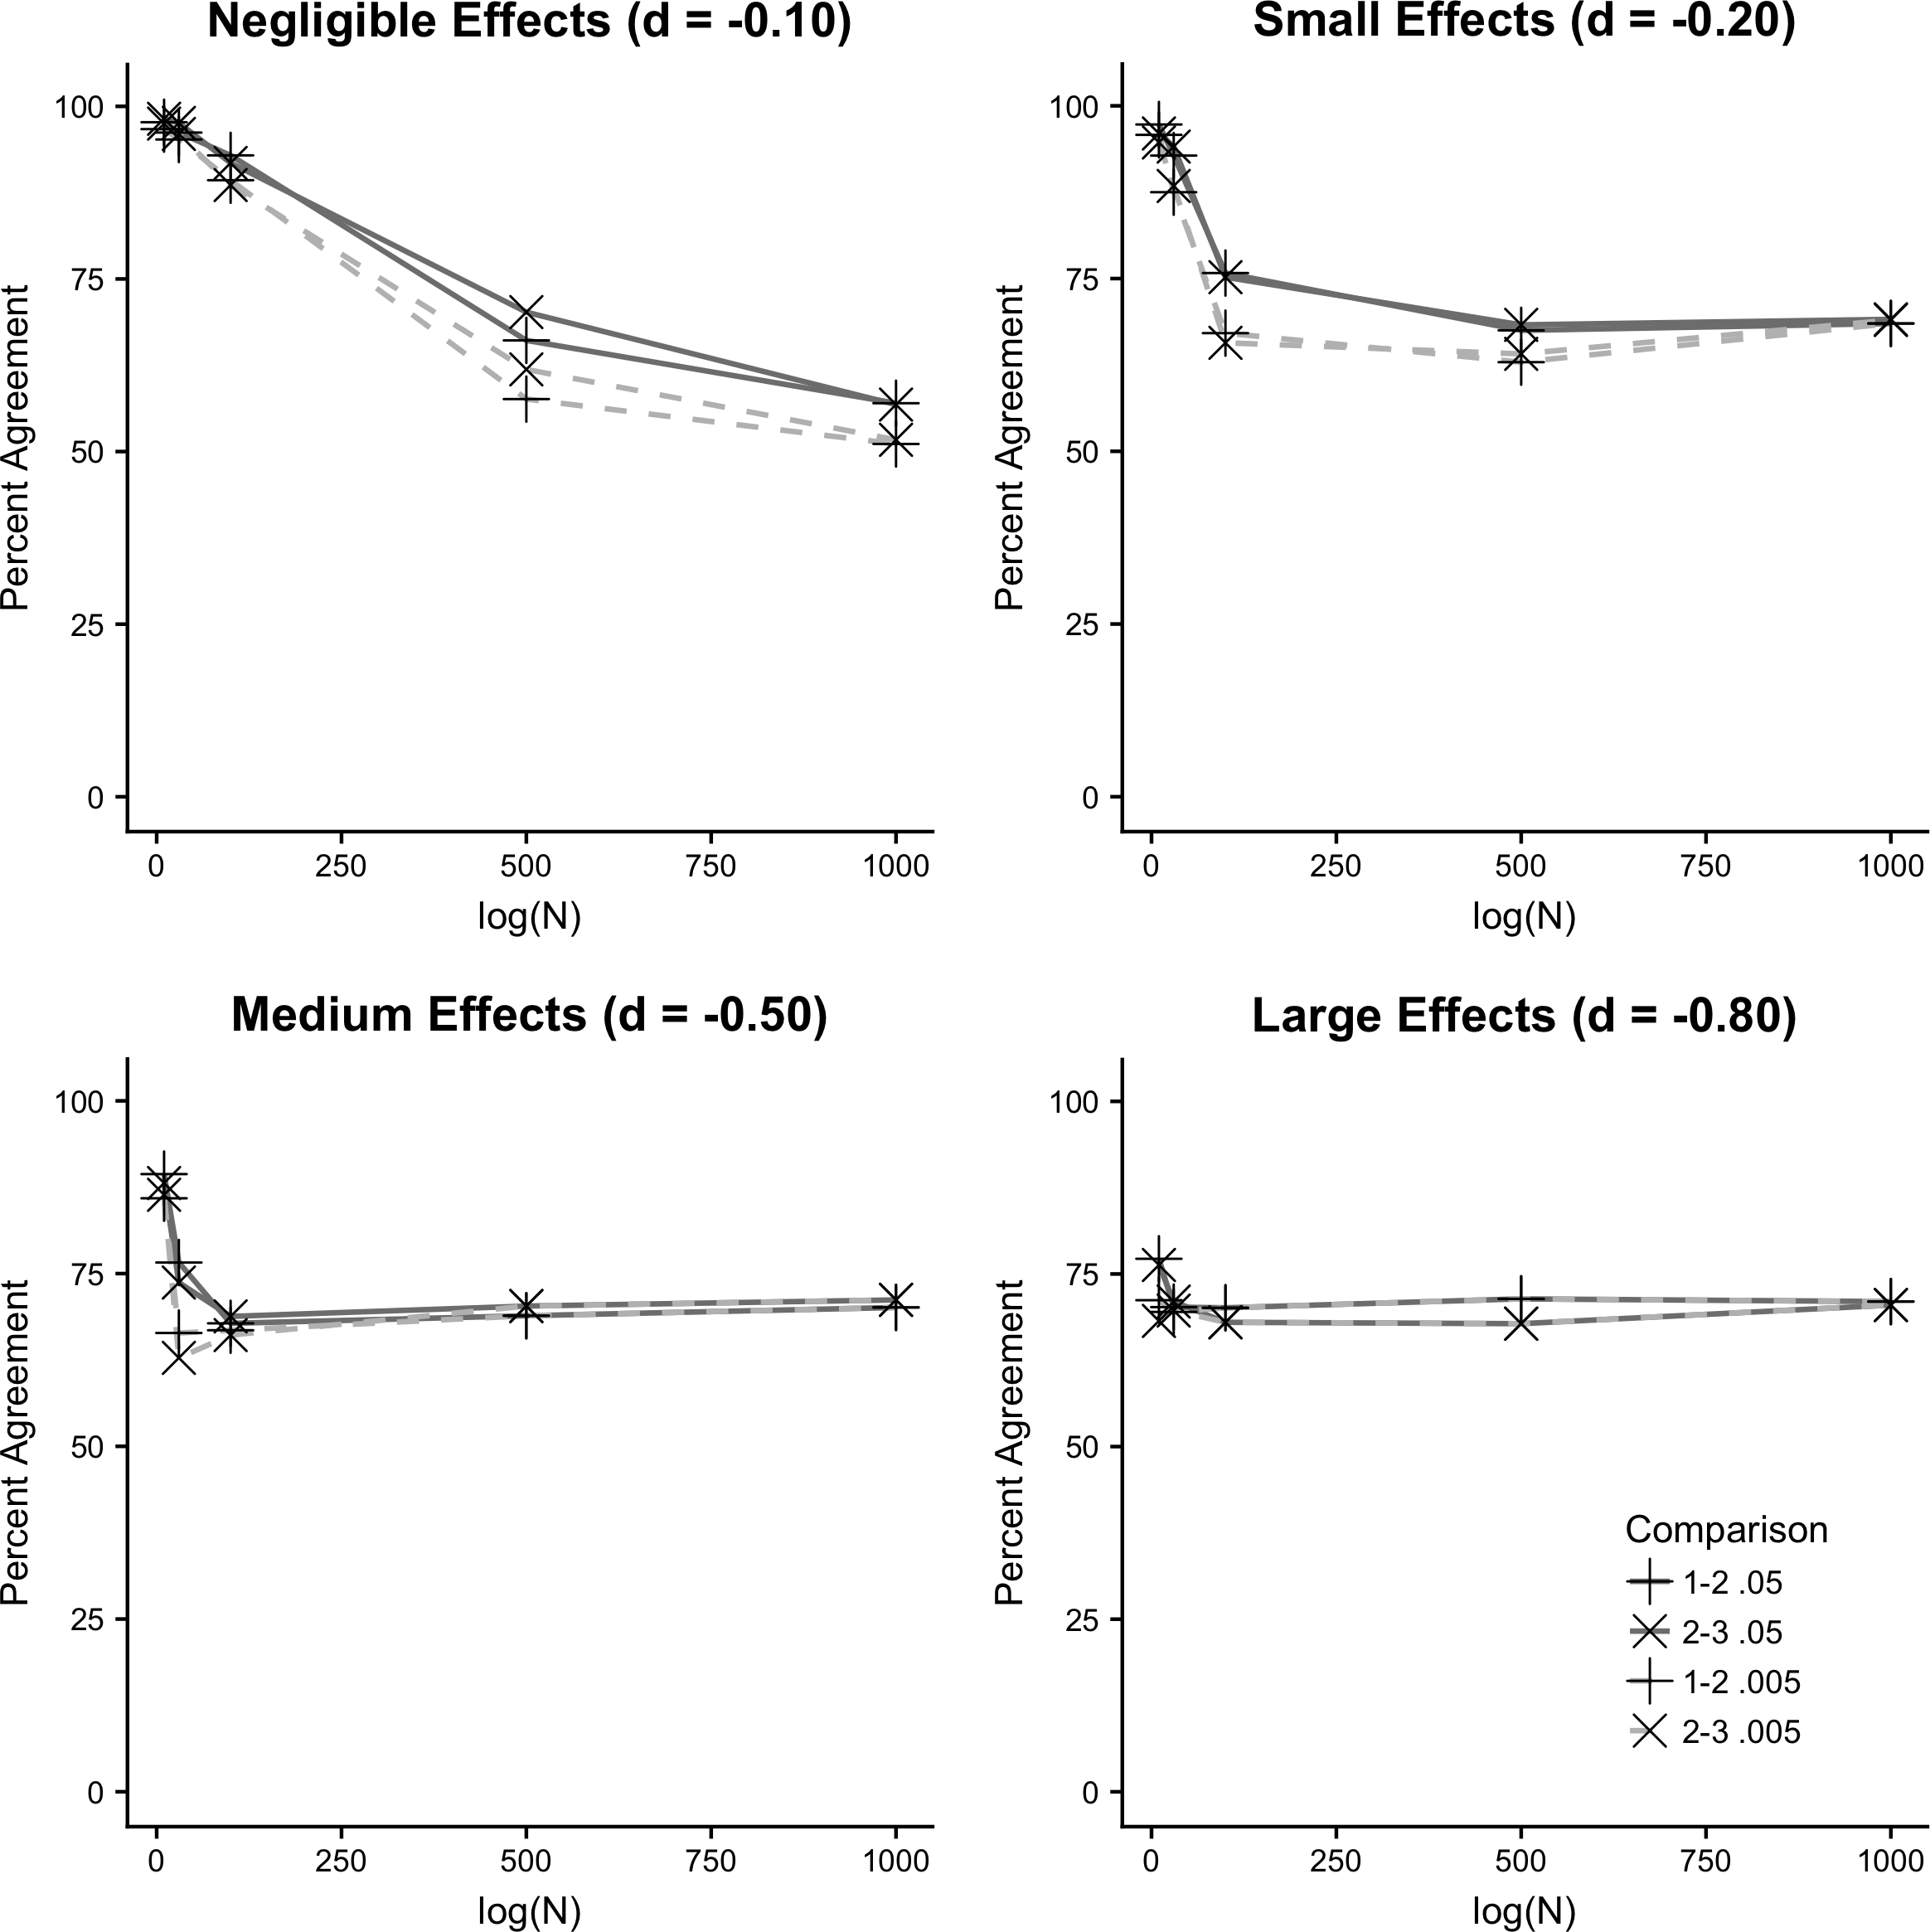 Negligible Effects (d = -0.10)
Percent Agreement
100
75
50
25
0
0 250 500 750 1000
log(N)
Small Effects (d = -0.20)
Percent Agreement
100
75
50
25
0
0 250 500 750 1000
log(N)
Medium Effects (d = -0.50)
Percent Agreement
100
75
50
25
0
0 250 500 750 1000
log(N)
Large Effects (d = -0.80)
Percent Agreement
100
75
50
25
0
0 250 500 750 1000
log(N)
Comparison
1-2 .05
2-3 .05
1-2 .005
2-3 .005